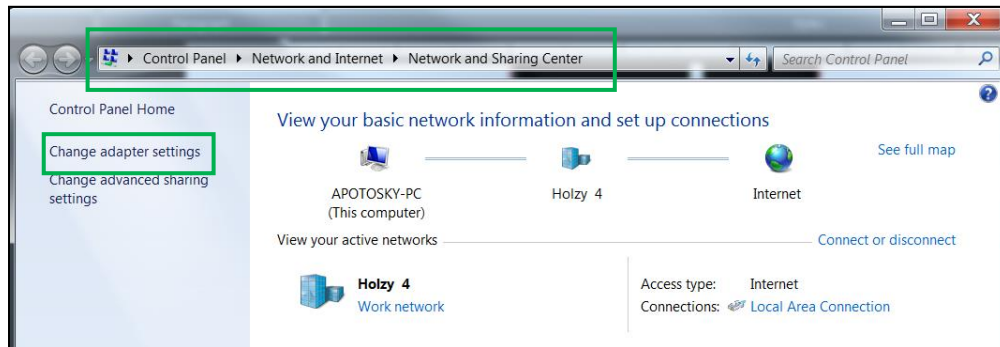 Control Panel Network and Internet Network and Sharing Center
Search Control Panel
Control Panel Home
Change adapter settings
Change advanced sharing
settings
View your basic network information and set up connections
See full map
APOTOSKY-PC
(This computer)
Holzy 4
Internet
View your active networks
Connect or disconnect
Holzy 4
Work network
Access type: Internet
Connections: Local Area Connection